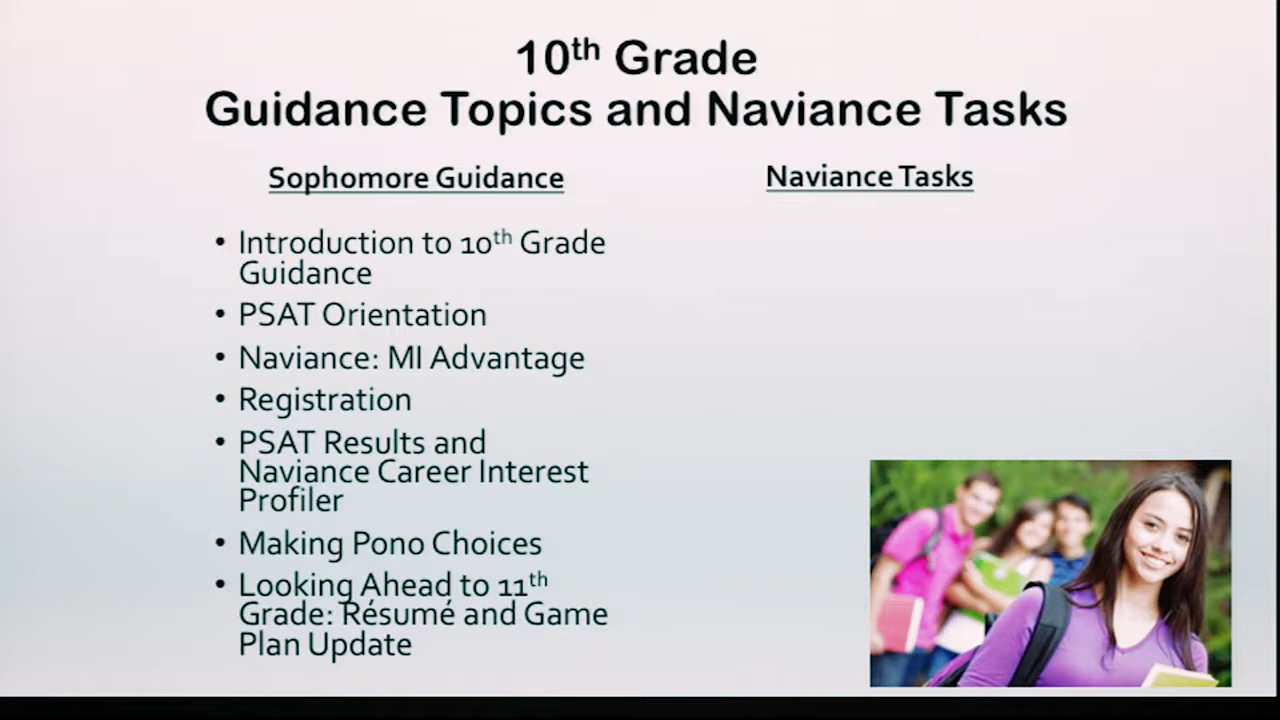 10th Grade
Guidance Topics and Naviance Tasks
Sophomore Guidance
• Introduction to 10th Grade
Guidance
• PSAT Orientation
• Naviance: MI Advantage
• Registration
• PSAT Results and
Naviance Career Interest
Profiler
• Making Pono Choices
• Looking Ahead to 11th
Grade: Résumé and Game
Plan Update
Naviance Tasks